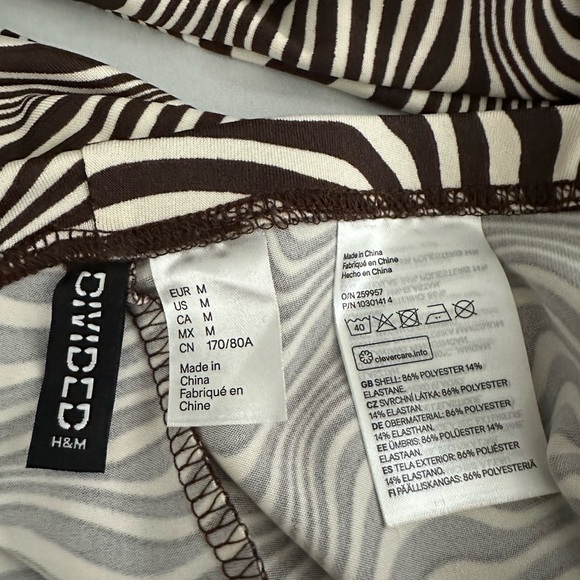 DIVIDED
H&M
EUR M
US M
CA M
MX M
CN 170/80A
Made in
China
Fabriqué en
Chine
Made in China
Fabriqué en Chine
Hecho en China
O/N 259957
P/N 1030141 4
40
clevercare.info
GB SHELL: 86% POLYESTER 14%
ELASTANE.
CZ SVRCHNÍ LÁTKA: 86% POLYESTER
14% ELASTAN.
DE OBERMATERIAL: 86% POLYESTER
14% ELASTHAN.
EE ÜMBRIS: 86% POLÜESTER 14%
ELASTAAN.
ES TELA EXTERIOR: 86% POLIÉSTER
14% ELASTANO.
FI PÄÄLLISKANGAS: 86% POLYESTERIÄ